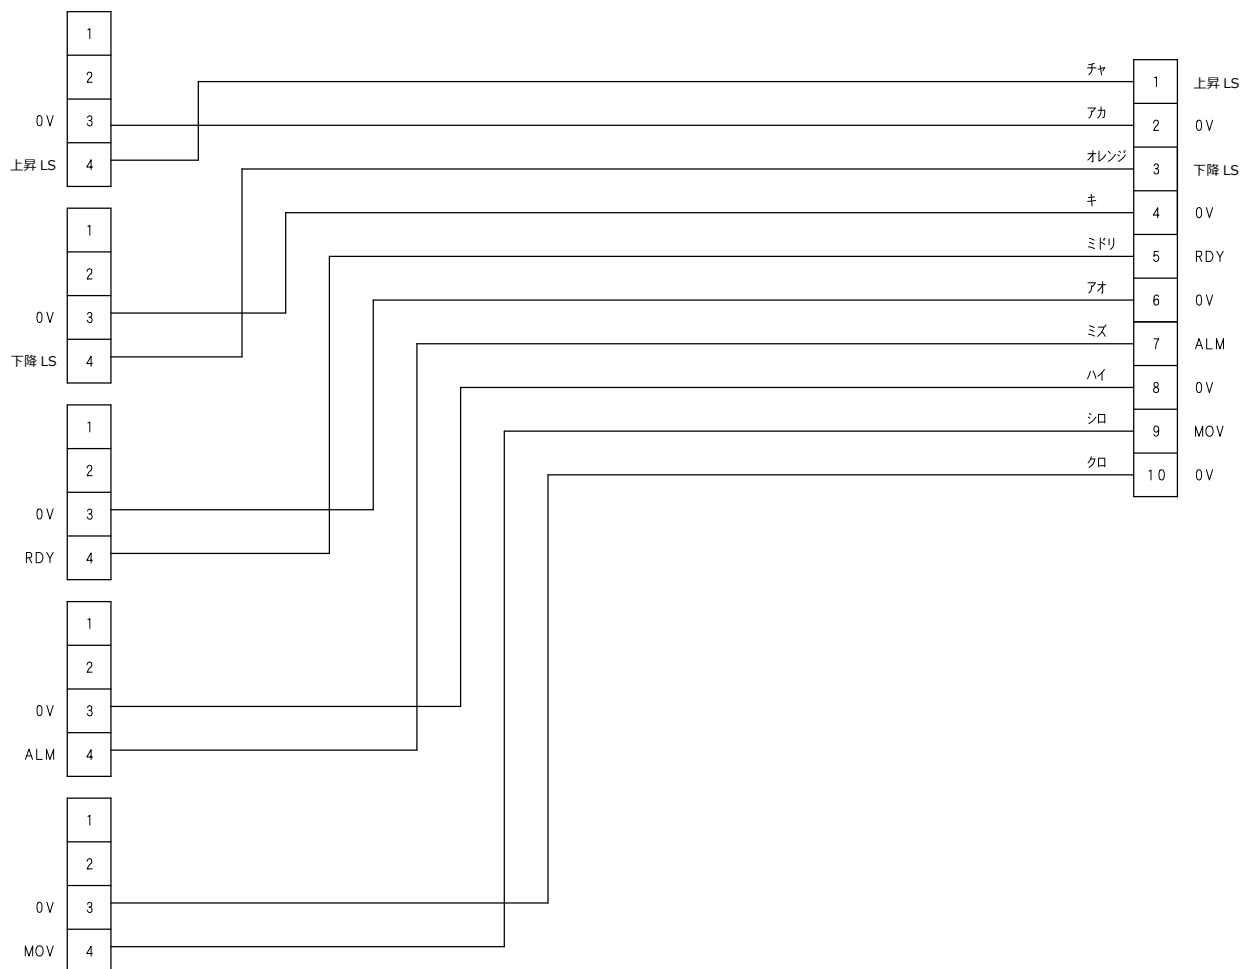 1
2
0V 3
上昇 LS 4
1
2
0V 3
下降 LS 4
1
2
0V 3
RDY 4
1
2
0V 3
ALM 4
1
2
0V 3
MOV 4
チャ 1 上昇 LS
アカ 2 0V
オレンジ 3 下降 LS
キ 4 0V
ミドリ 5 RDY
アオ 6 0V
ミズ 7 ALM
ハイ 8 0V
シロ 9 MOV
クロ 10 0V